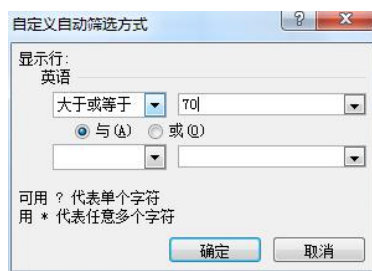 自定义自动筛选方式
显示行:
英语
大于或等于 70
与(A) 或(O)
可用 ? 代表单个字符
用 * 代表任意多个字符
确定 取消